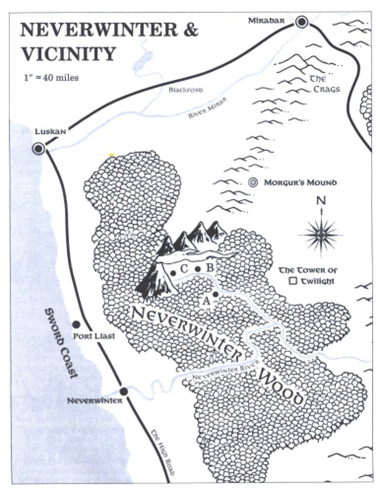 NEVERWINTER &
VICINITY
1" = 40 miles
Mirabar
The
Crags
Blackrosh
River Mirar
Luskan
Morgur's Mound
N
The Tower of
Twilight
C
B
A
Neverwinter
Wood
Sword Coast
Port Llast
Neverwinter River
Neverwinter
The High Road